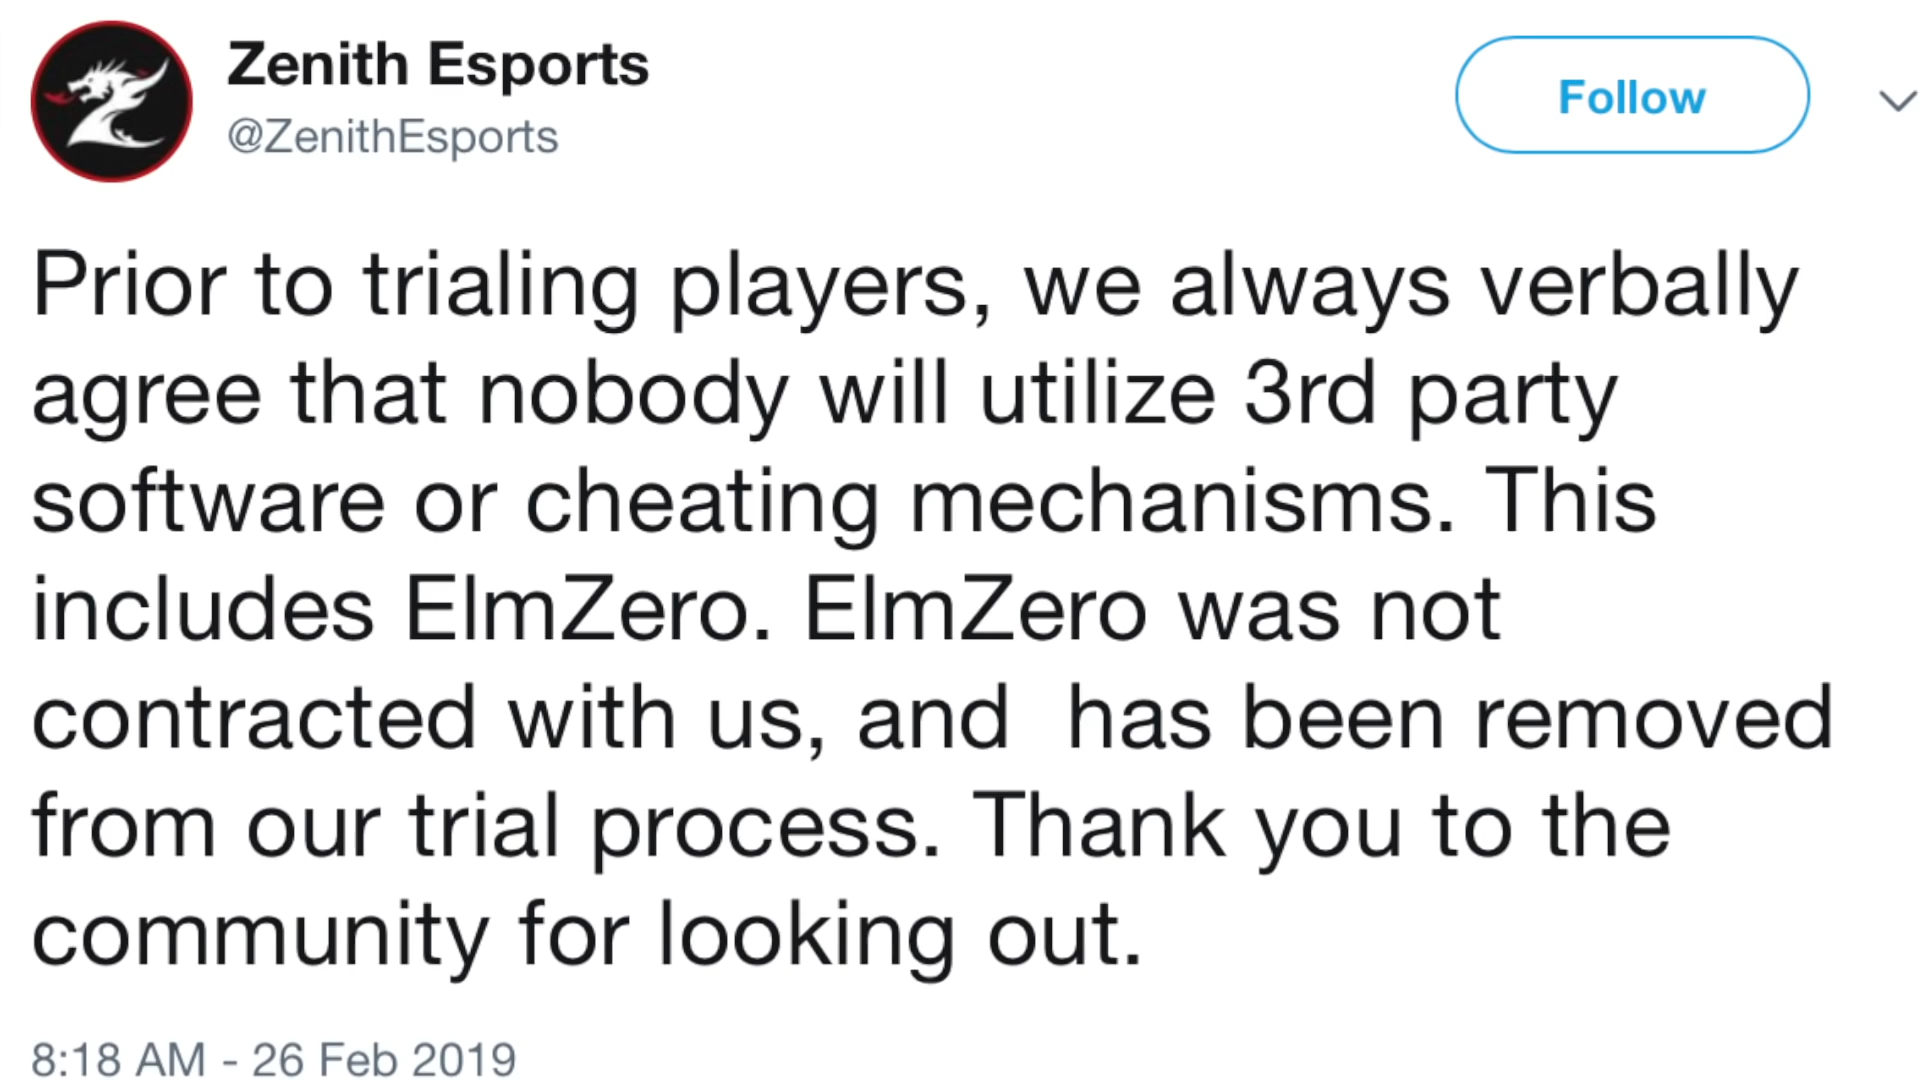 Zenith Esports
@ZenithEsports
Follow
Prior to trialing players, we always verbally
agree that nobody will utilize 3rd party
software or cheating mechanisms. This
includes ElmZero. ElmZero was not
contracted with us, and  has been removed
from our trial process. Thank you to the
community for looking out.
8:18 AM - 26 Feb 2019